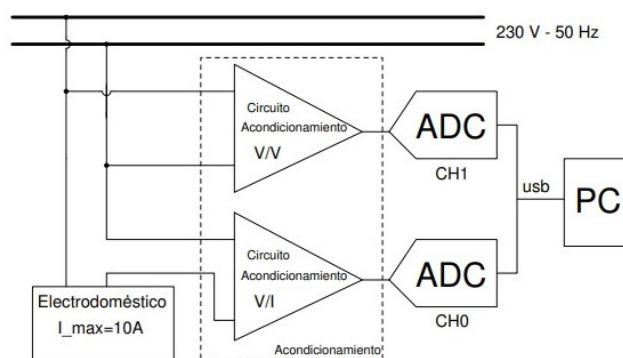 230 V - 50 Hz
Circuito
Acondicionamiento
V/V
ADC
CH1
usb
PC
Circuito
Acondicionamiento
V/I
ADC
CH0
Electrodoméstico
I_max=10A
Acondicionamiento